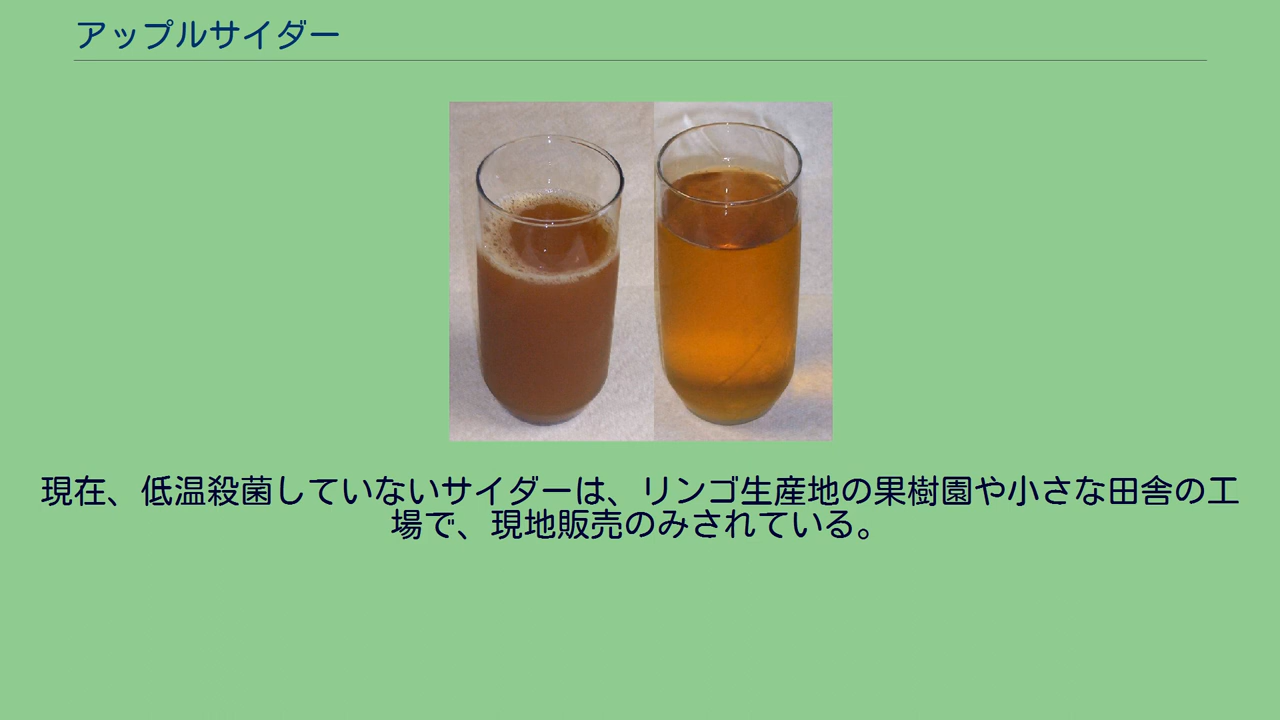 アップルサイダー
現在、低温殺菌していないサイダーは、リンゴ生産地の果樹園や小さな田舎の工
場で、現地販売のみされている。